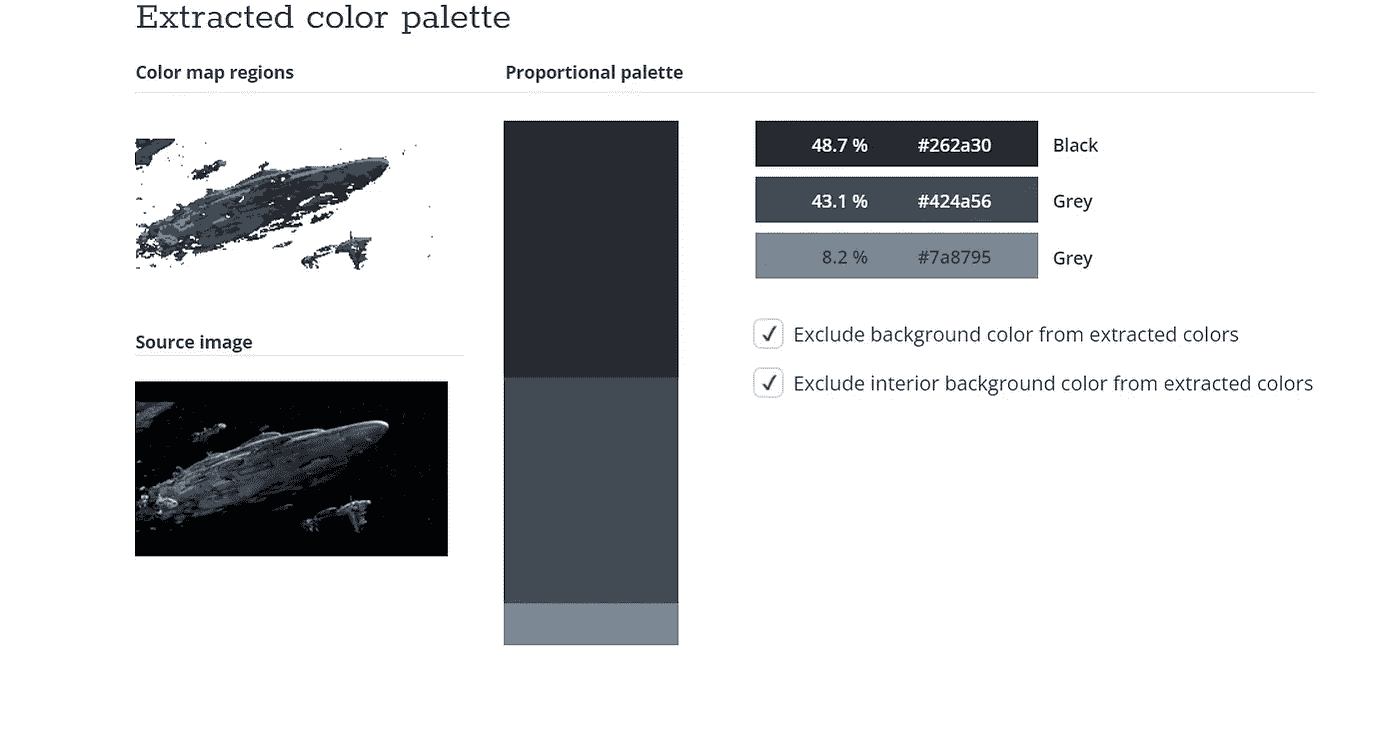 Extracted color palette
Color map regions
Proportional palette
48.7 % #262a30 Black
43.1 % #424a56 Grey
8.2 % #7a8795 Grey
Source image
Exclude background color from extracted colors
Exclude interior background color from extracted colors